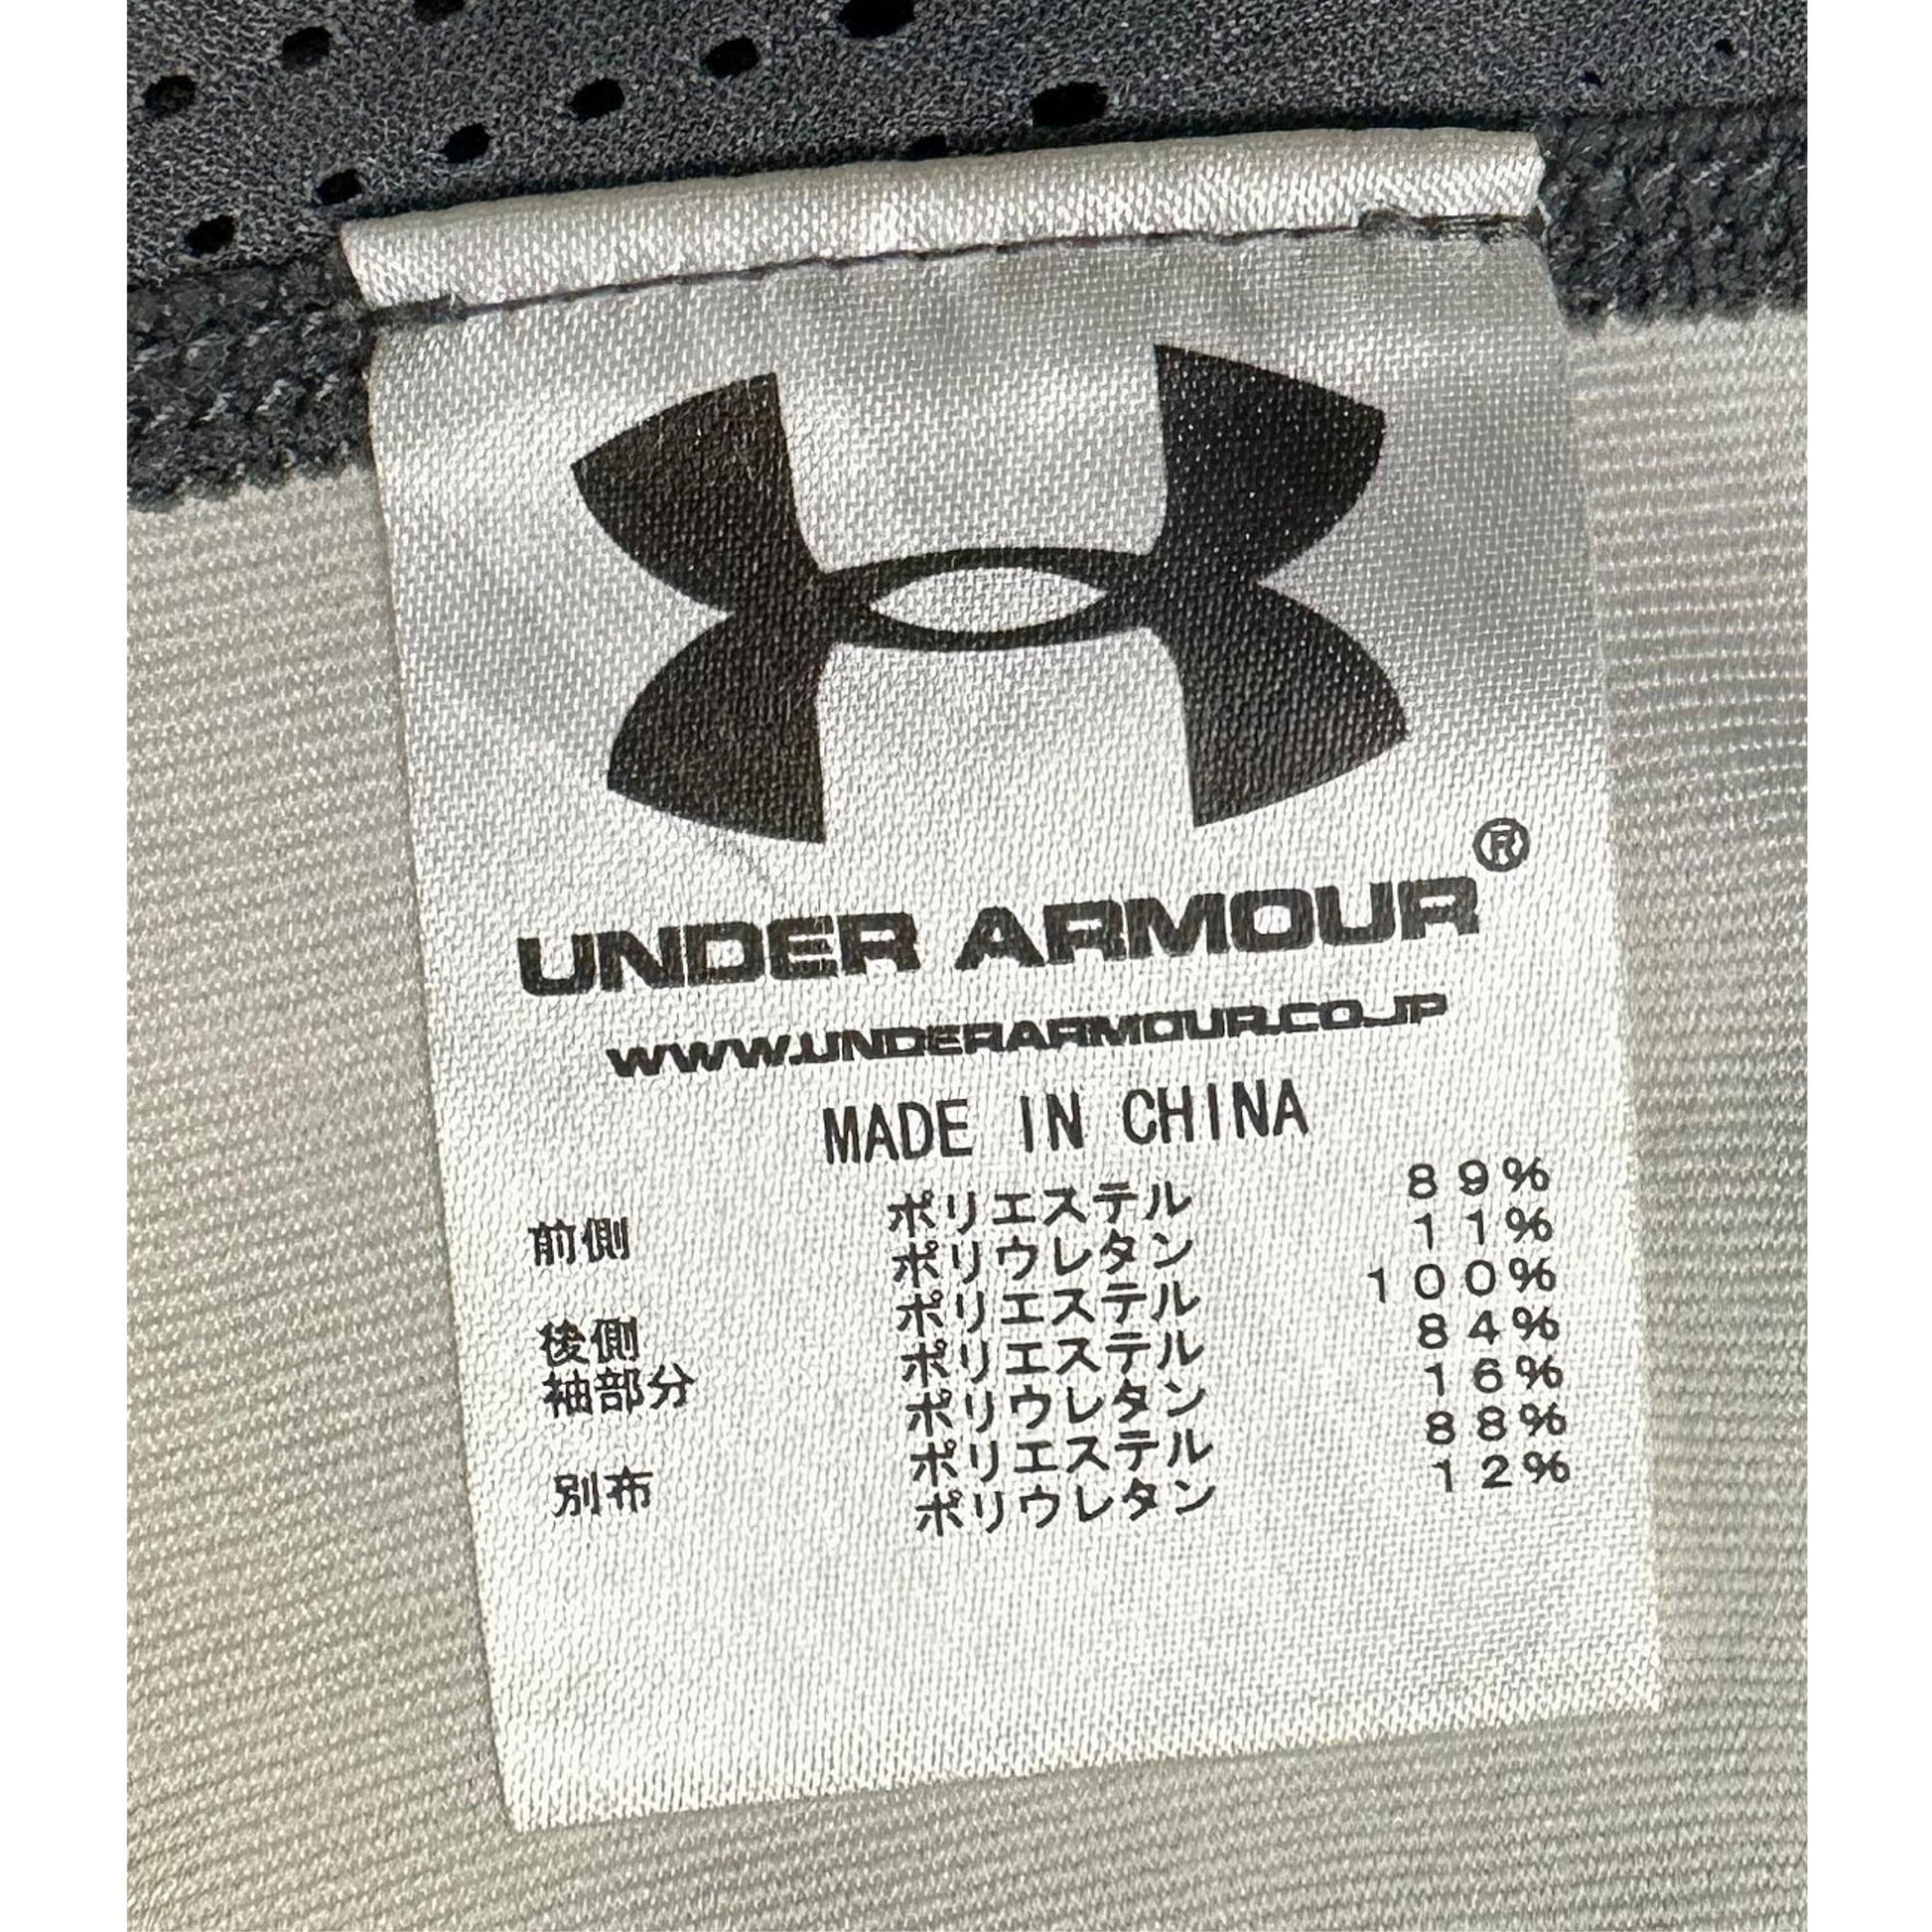 UNDER ARMOUR®
WWW.UNDERARMOUR.CO.JP
MADE IN CHINA
前側 ポリエステル 89%
ポリウレタン 11%
後側 ポリエステル 100%
袖部分 ポリエステル 84%
ポリウレタン 16%
別布 ポリエステル 88%
ポリウレタン 12%